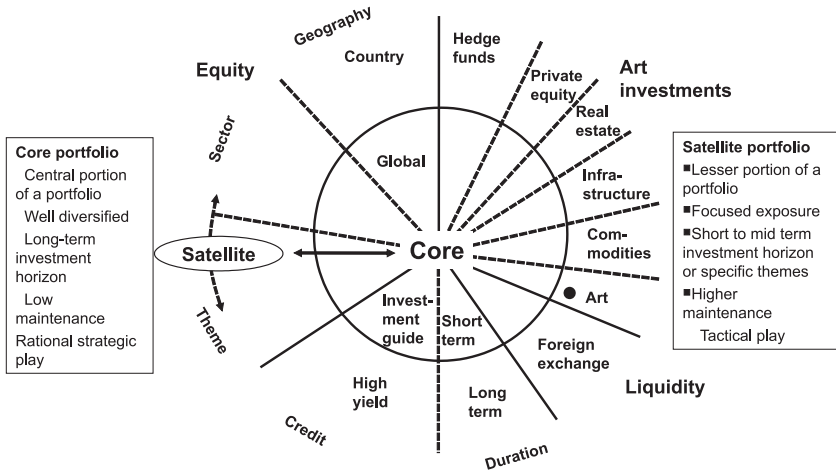 Geography
Country
Hedge
funds
Equity
Private
equity
Art
investments
Real
estate
Sector
Global
Infra-
structure
Core portfolio
Central portion
of a portfolio
Well diversified
Long-term
investment
horizon
Low
maintenance
Rational strategic
play
Satellite
Core
Com-
modities
Satellite portfolio
■Lesser portion of a
portfolio
■Focused exposure
■Short to mid term
investment horizon
or specific themes
■Higher
maintenance
Tactical play
Art
Theme
Invest-
ment
guide
Short
term
Foreign
exchange
High
yield
Long
term
Liquidity
Credit
Duration